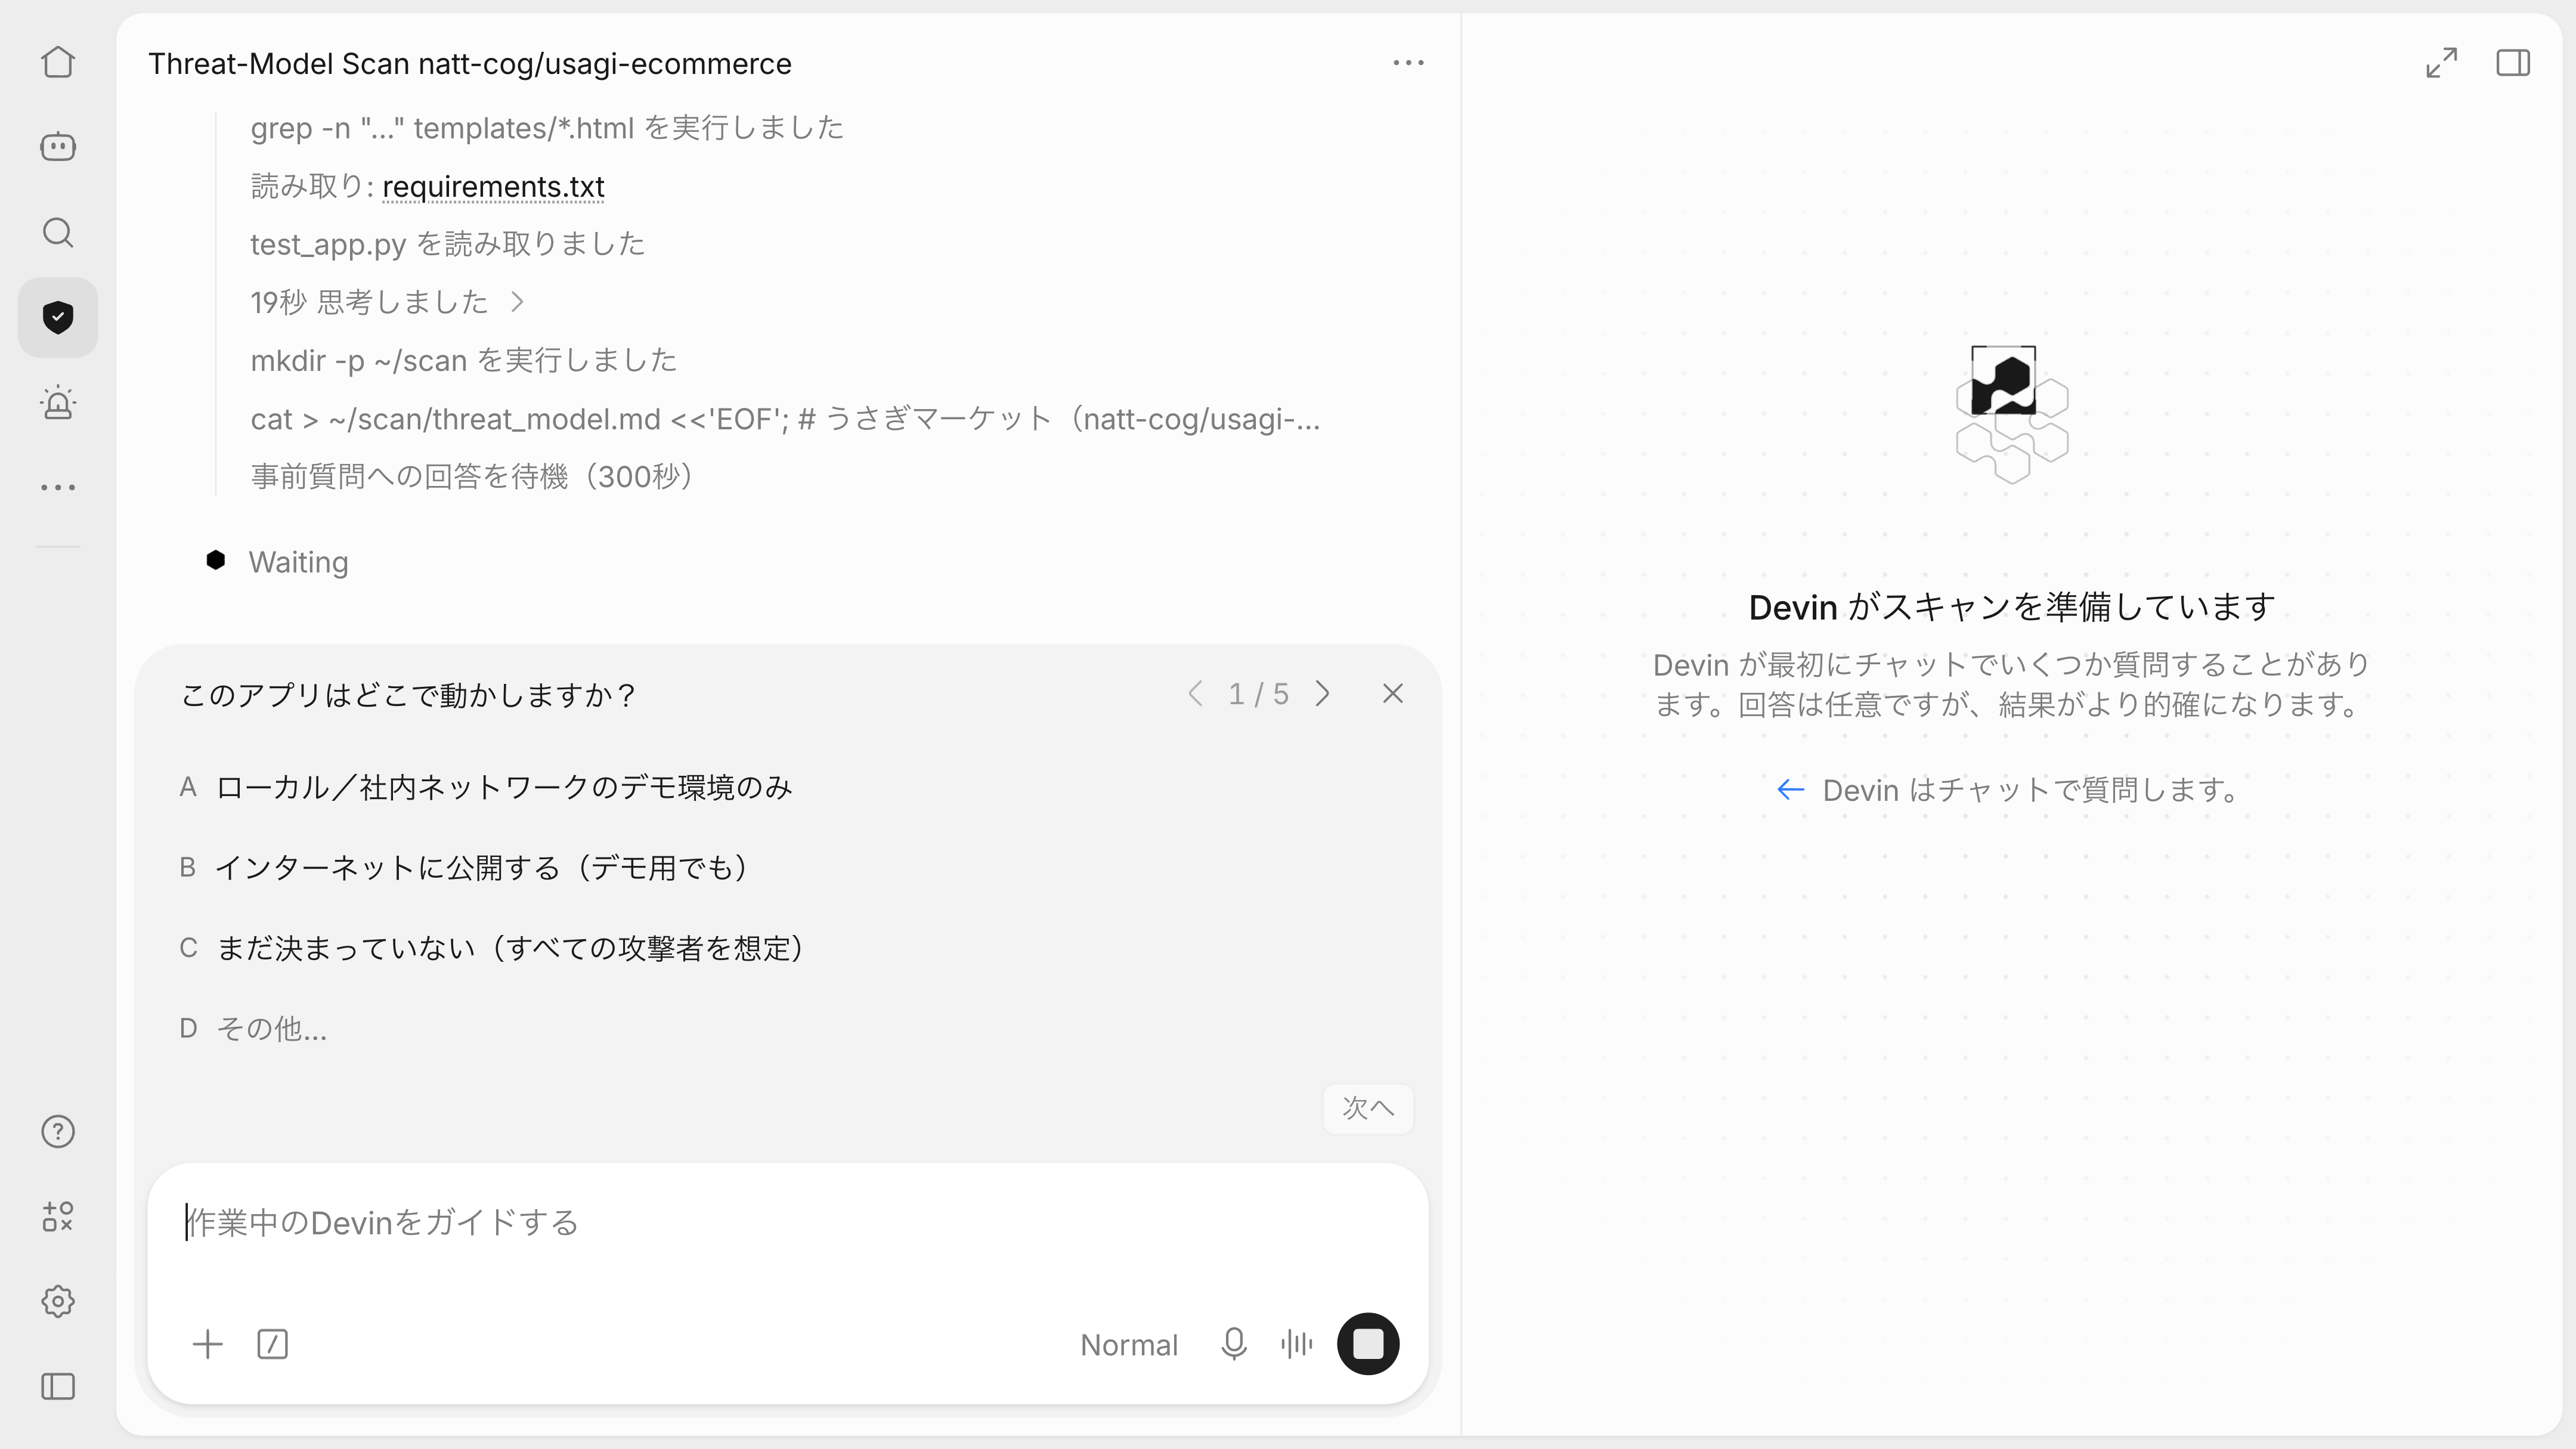 Threat-Model Scan natt-cog/usagi-ecommerce
grep -n "..." templates/*.html を実行しました
読み取り: requirements.txt
test_app.py を読み取りました
19秒 思考しました
mkdir -p ~/scan を実行しました
cat > ~/scan/threat_model.md <<'EOF'; # うさぎマーケット（natt-cog/usagi-...
事前質問への回答を待機（300秒）
Waiting
このアプリはどこで動かしますか？
1 / 5
A ローカル／社内ネットワークのデモ環境のみ
B インターネットに公開する（デモ用でも）
C まだ決まっていない（すべての攻撃者を想定）
D その他...
次へ
作業中のDevinをガイドする
Normal
Devin がスキャンを準備しています
Devin が最初にチャットでいくつか質問することがあり
ます。回答は任意ですが、結果がより的確になります。
Devin はチャットで質問します。